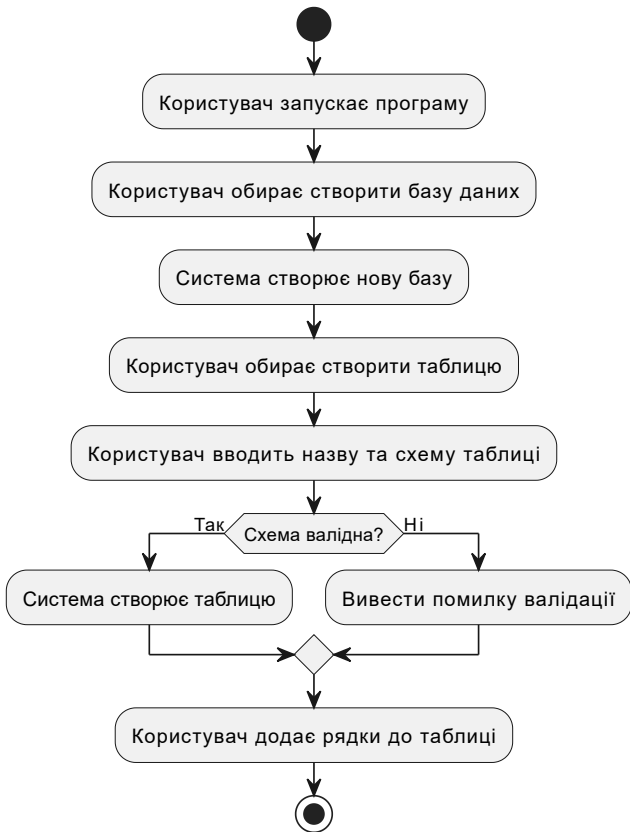 Користувач запускає програму
Користувач обирає створити базу даних
Система створює нову базу
Користувач обирає створити таблицю
Користувач вводить назву та схему таблиці
Так
Схема валідна?
Ні
Система створює таблицю
Вивести помилку валідації
Користувач додає рядки до таблиці